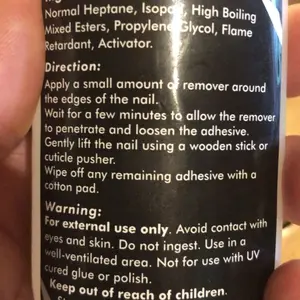 Normal Heptane, Isopar, High Boiling
Mixed Esters, Propylene Glycol, Flame
Retardant, Activator.
Direction:
Apply a small amount of remover around
the edges of the nail.
Wait for a few minutes to allow the remover
to penetrate and loosen the adhesive.
Gently lift the nail using a wooden stick or
cuticle pusher.
Wipe off any remaining adhesive with a
cotton pad.
Warning:
For external use only. Avoid contact with
eyes and skin. Do not ingest. Use in a
well-ventilated area. Not for use with UV
cured glue or polish.
Keep out of reach of children.